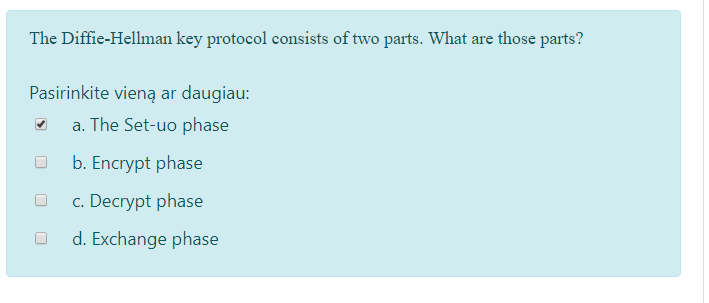 The Diffie-Hellman key protocol consists of two parts. What are those parts?
Pasirinkite vieną ar daugiau:
a. The Set-uo phase
b. Encrypt phase
c. Decrypt phase
d. Exchange phase